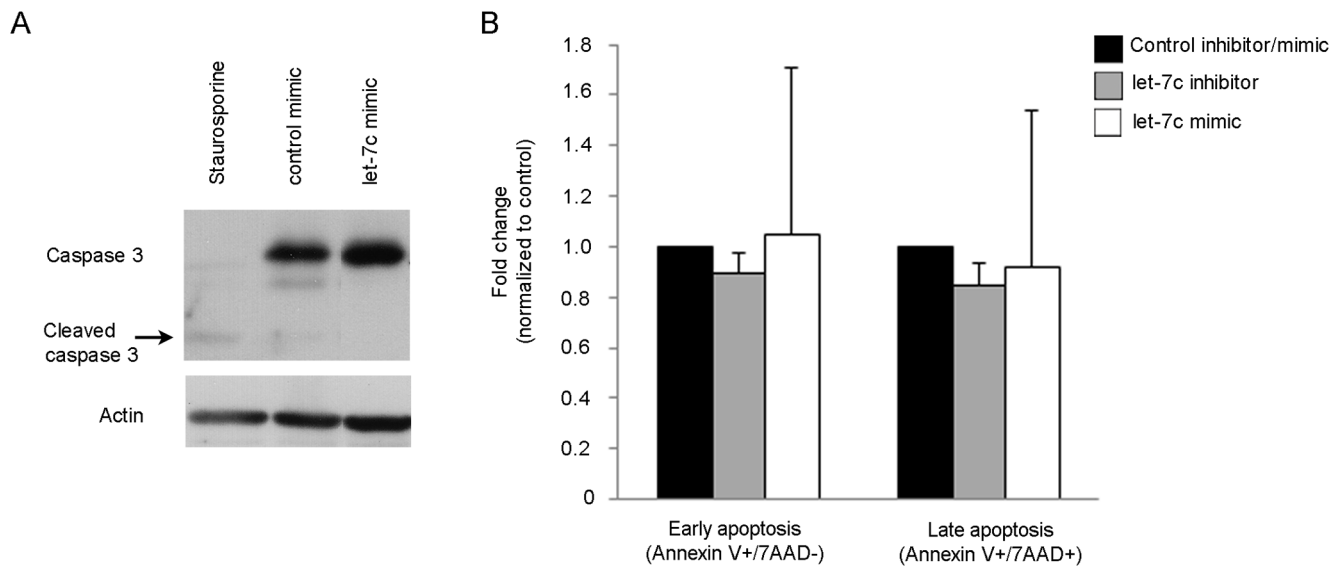 A
Staurosporine
control mimic
let-7c mimic
Caspase 3
Cleaved
caspase 3
Actin
B
Fold change
(normalized to control)
1.8
1.6
1.4
1.2
1.0
0.8
0.6
0.4
0.2
0
Early apoptosis
(Annexin V+/7AAD-)
Late apoptosis
(Annexin V+/7AAD+)
Control inhibitor/mimic
let-7c inhibitor
let-7c mimic